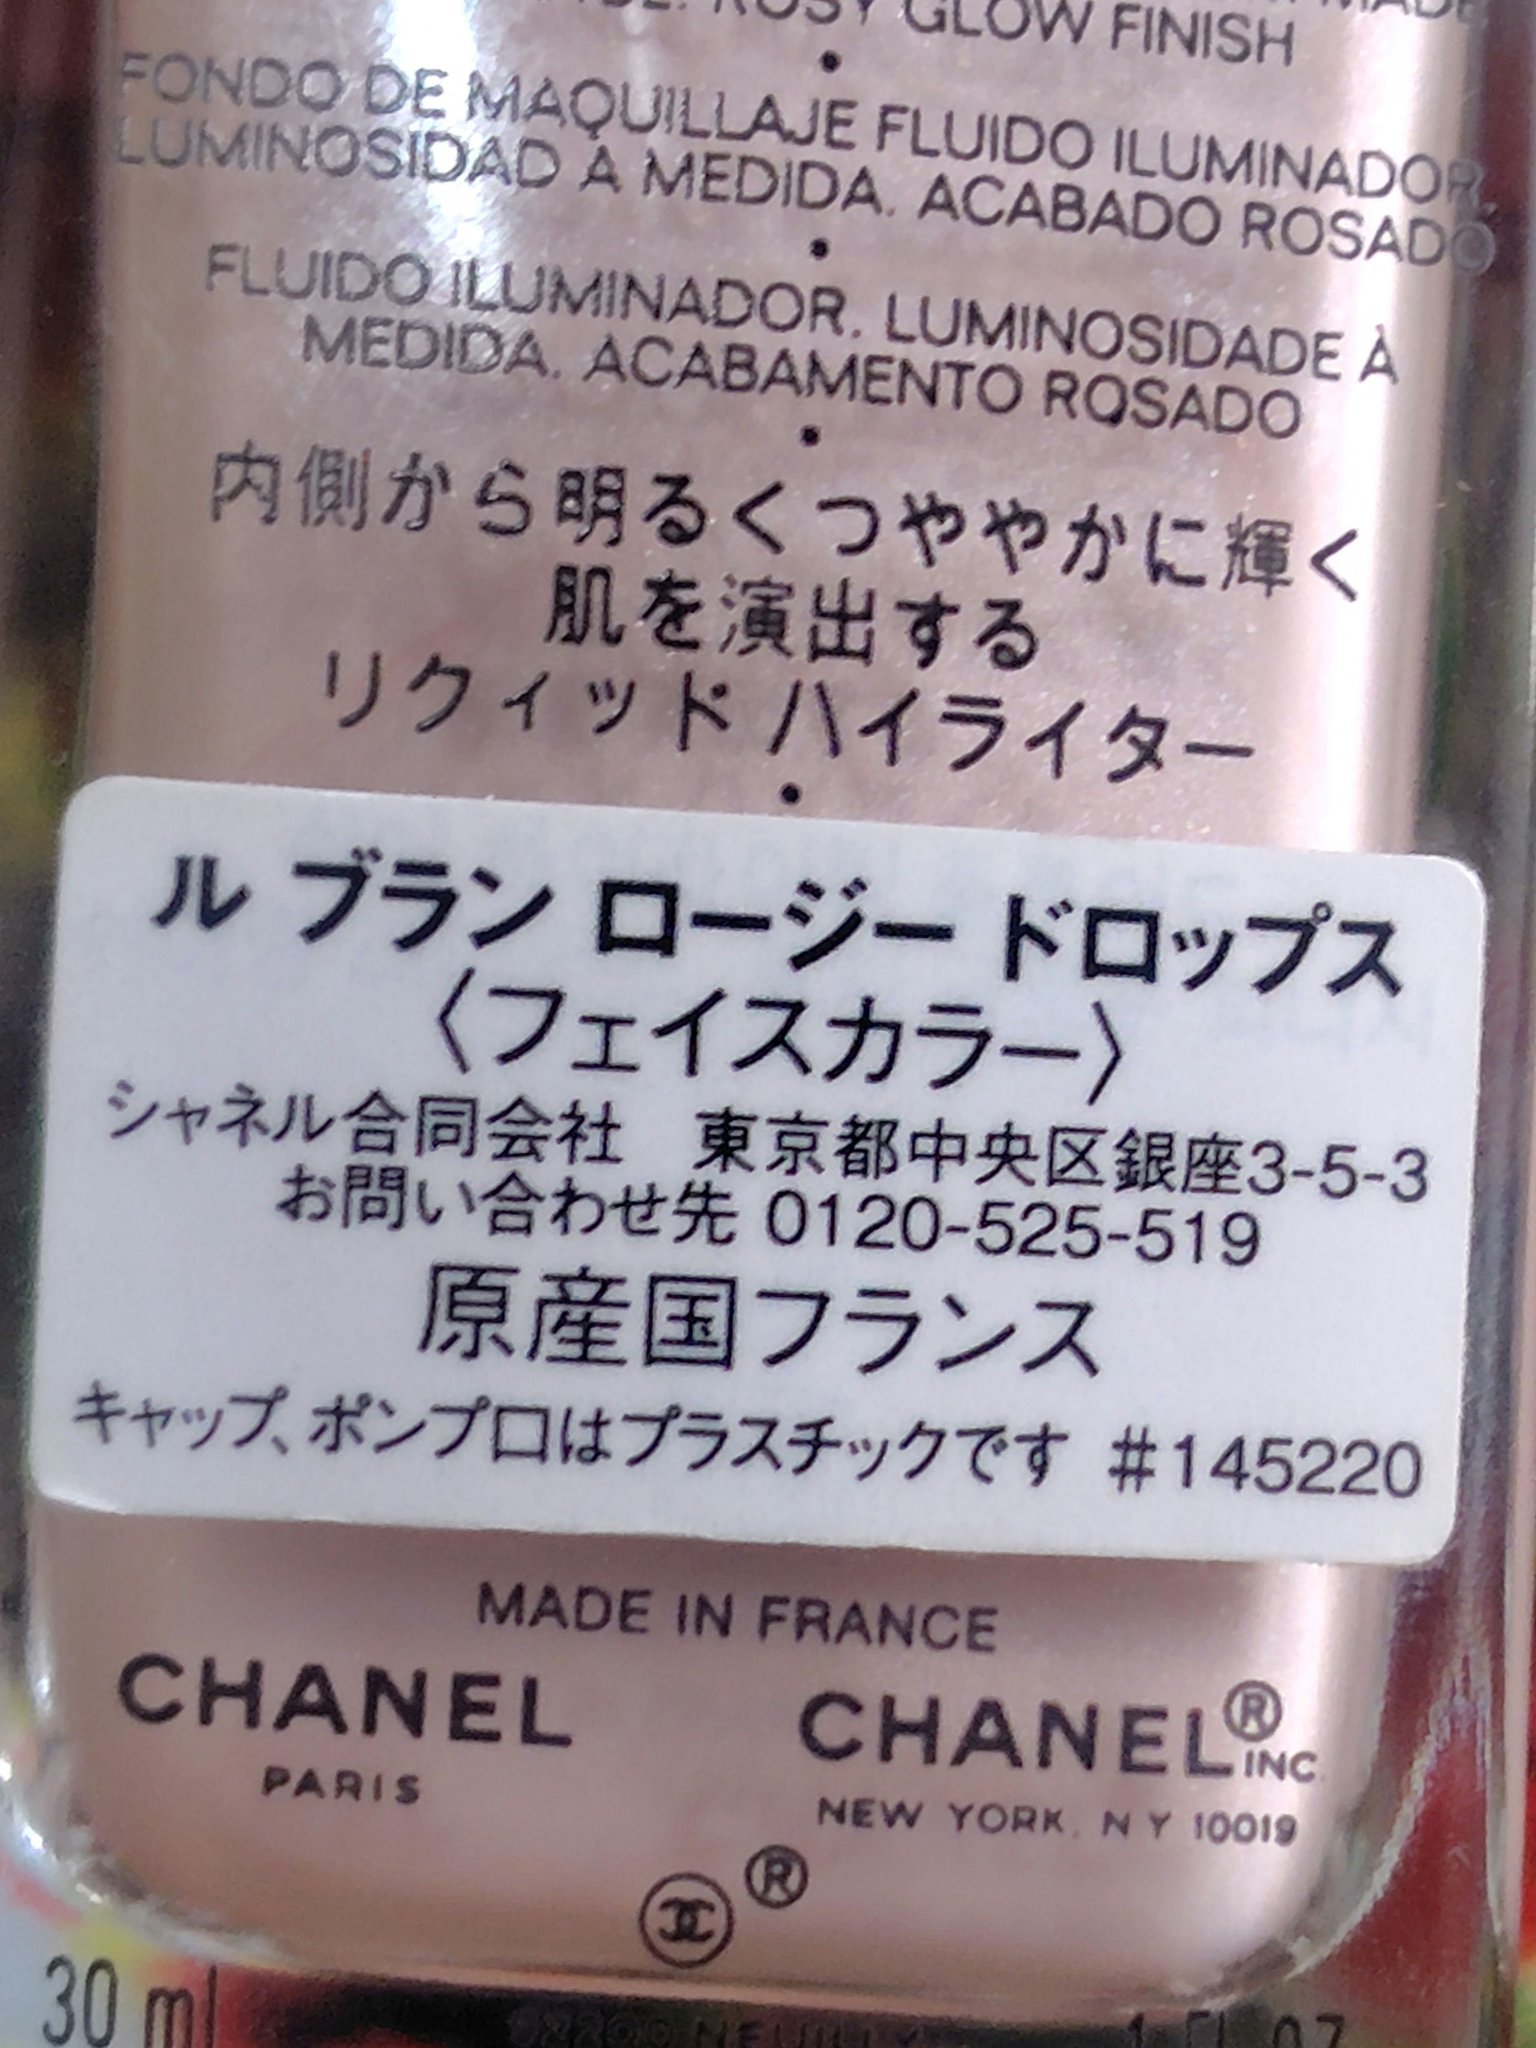 ROSY GLOW FINISH
•
FONDO DE MAQUILLAJE FLUIDO ILUMINADOR.
LUMINOSIDAD A MEDIDA. ACABADO ROSADO
•
FLUIDO ILUMINADOR. LUMINOSIDADE À
MEDIDA. ACABAMENTO ROSADO
•
内側から明るくつややかに輝く
肌を演出する
リクィッド ハイライター
•
ル ブラン ロージー ドロップス
〈フェイスカラー〉
シャネル合同会社 東京都中央区銀座3-5-3
お問い合わせ先 0120-525-519
原産国フランス
キャップ、ポンプ口はプラスチックです #145220
MADE IN FRANCE
CHANEL CHANEL® INC.
PARIS NEW YORK, N Y 10019
®
30 ml NEUILLY